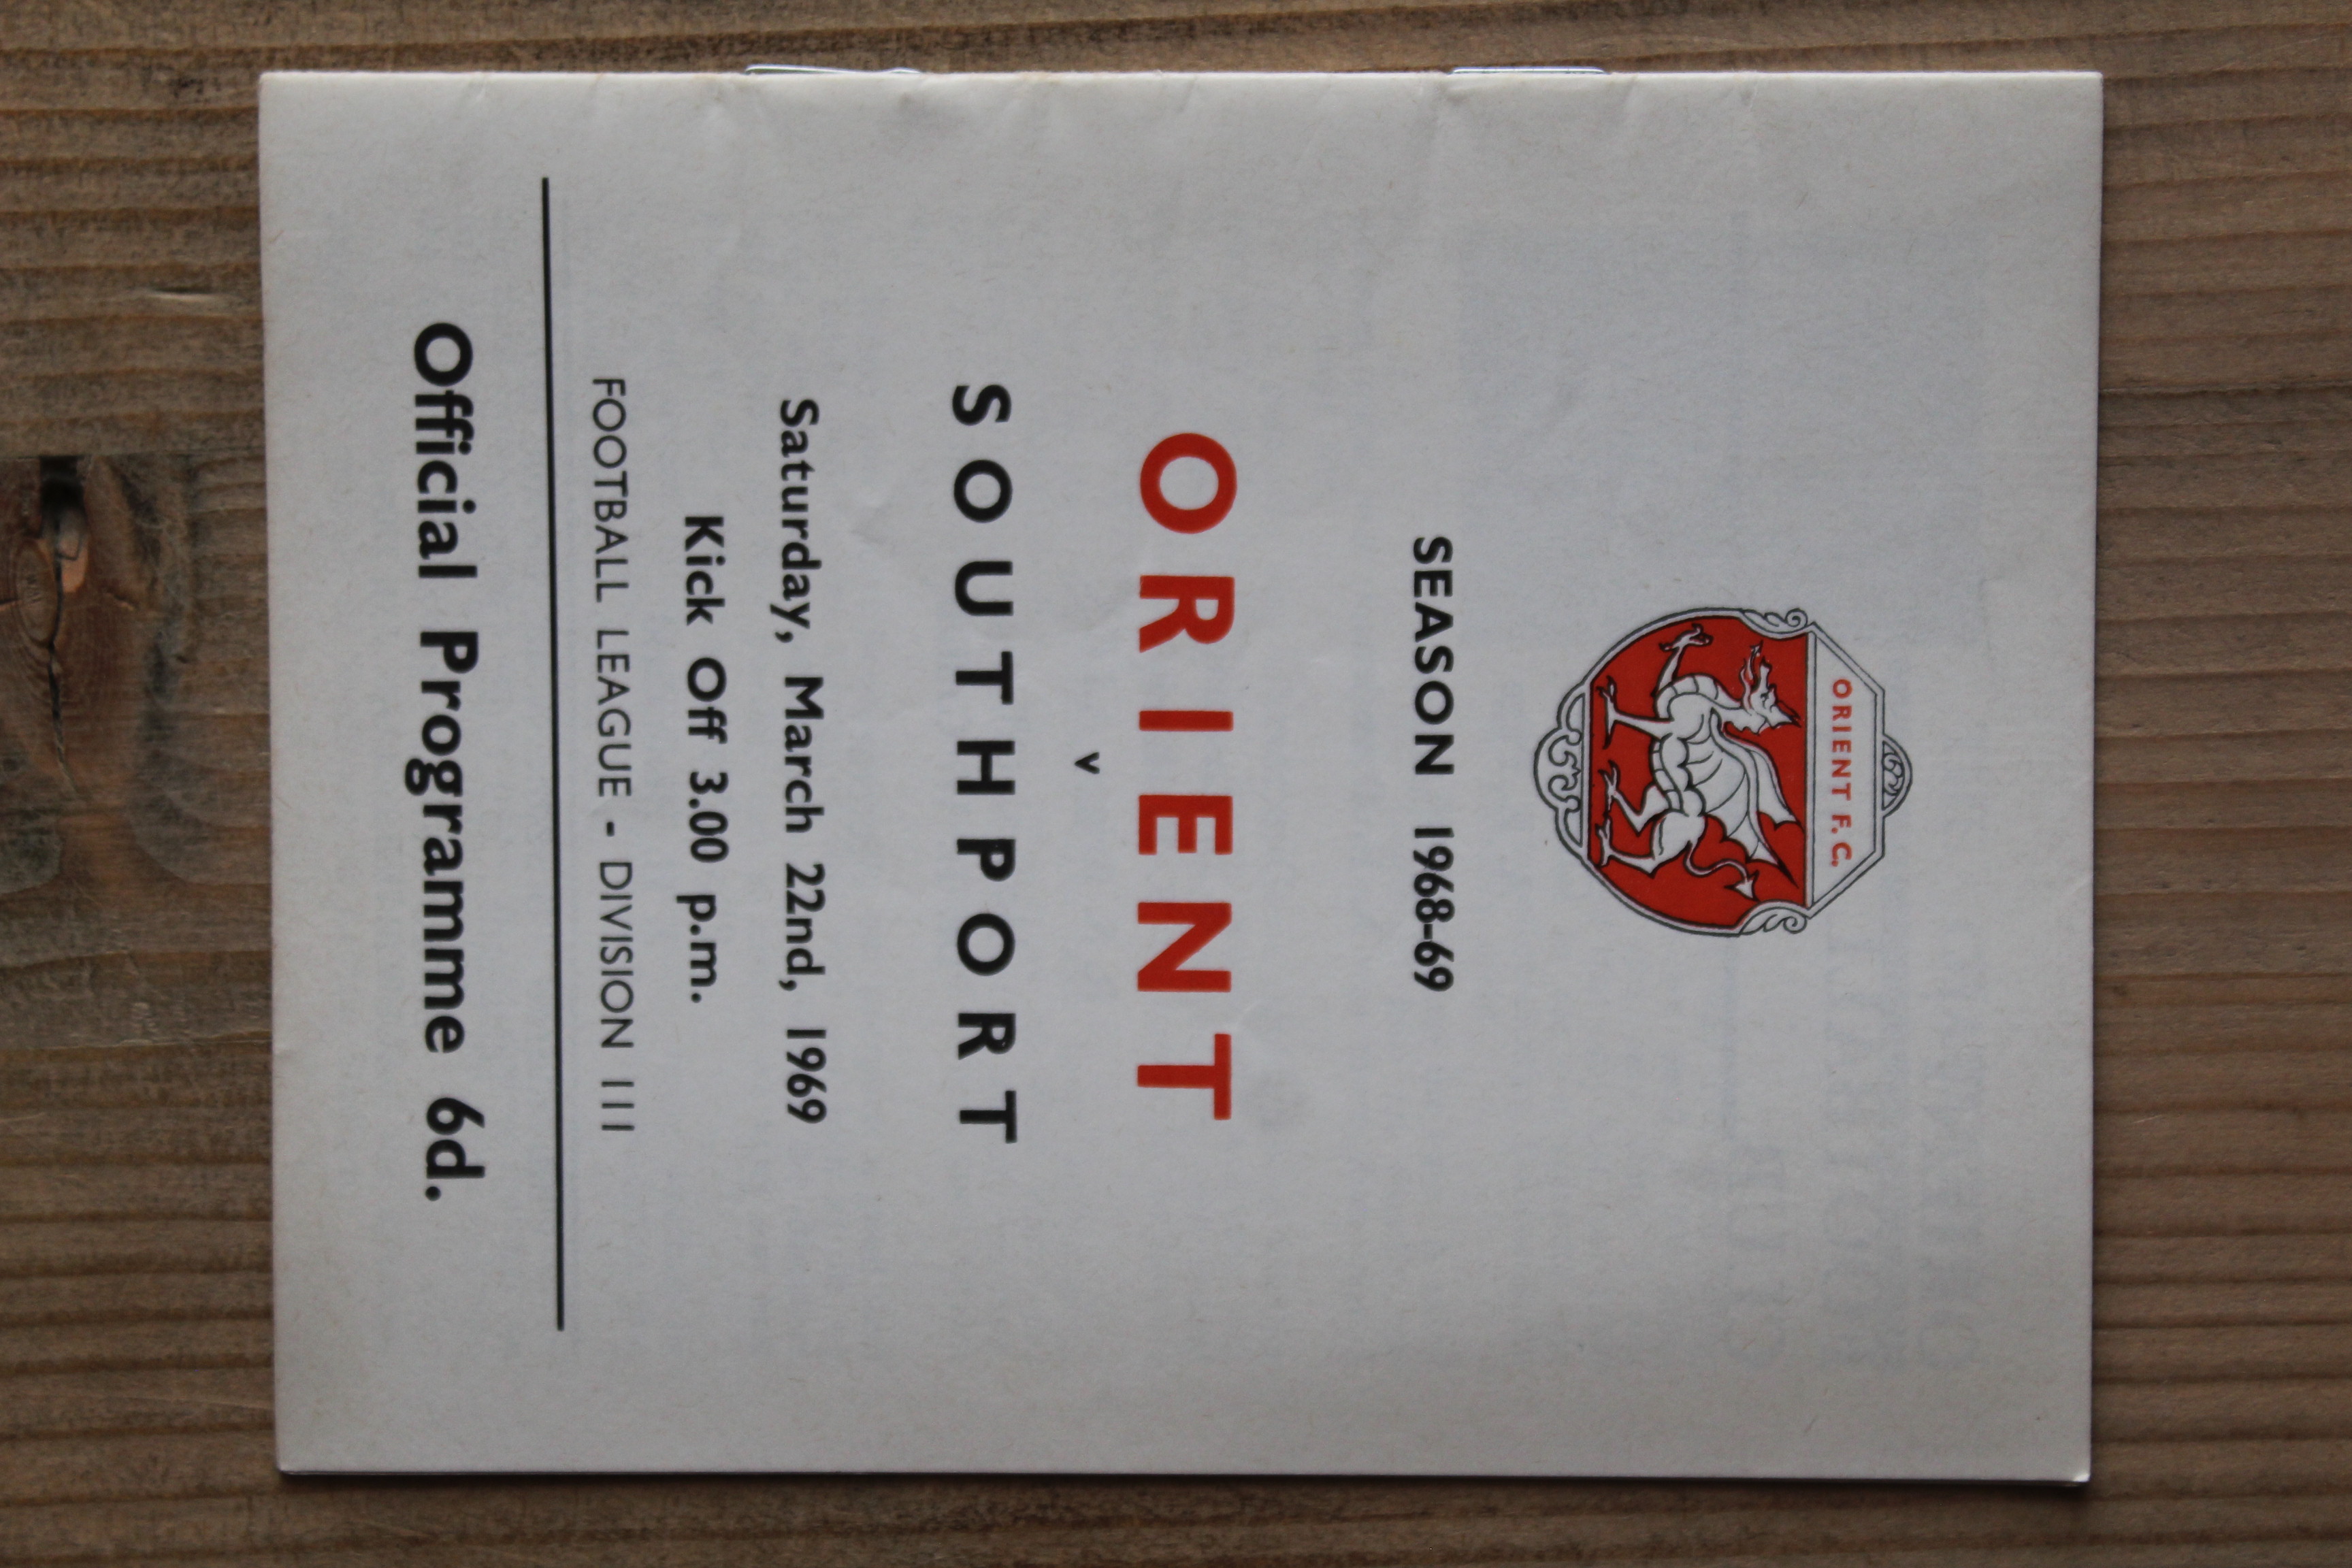 ORIENT F.C.
SEASON 1968-69
ORIENT
v
SOUTHPORT
Saturday, March 22nd, 1969
Kick Off 3.00 p.m.
FOOTBALL LEAGUE - DIVISION III
Official Programme 6d.